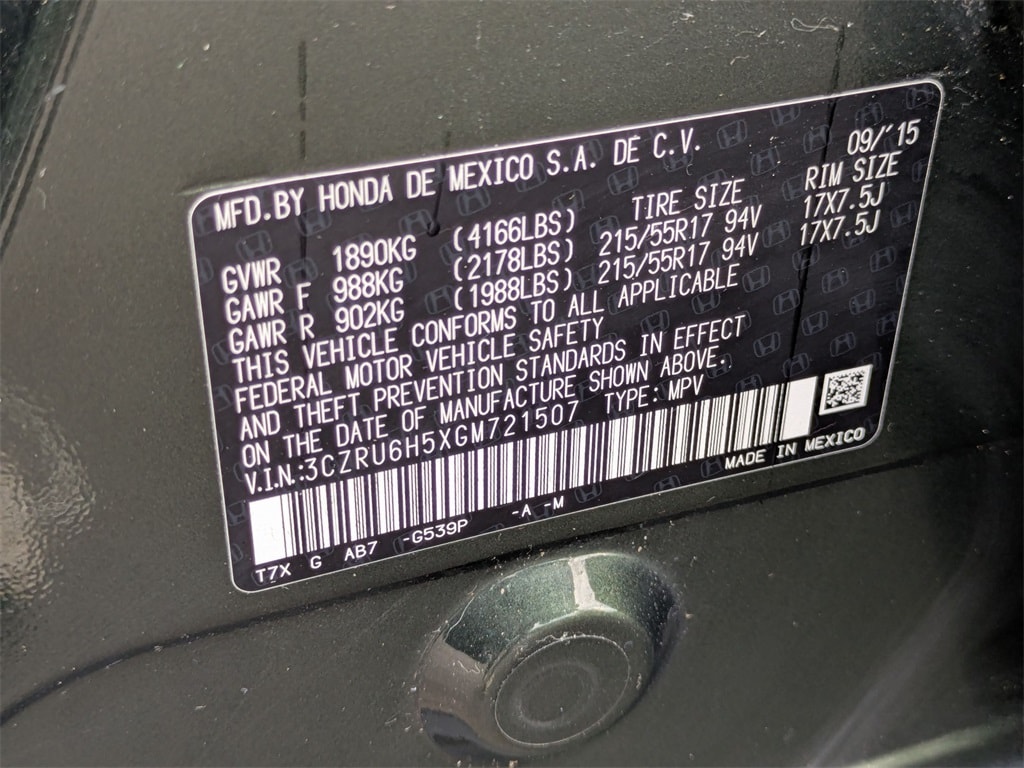 MFD.BY HONDA DE MEXICO S.A. DE C.V. 09/'15
TIRE SIZE RIM SIZE
GVWR 1890KG (4166LBS)
GAWR F 988KG (2178LBS) 215/55R17 94V 17X7.5J
GAWR R 902KG (1988LBS) 215/55R17 94V 17X7.5J
THIS VEHICLE CONFORMS TO ALL APPLICABLE
FEDERAL MOTOR VEHICLE SAFETY
AND THEFT PREVENTION STANDARDS IN EFFECT
ON THE DATE OF MANUFACTURE SHOWN ABOVE.
V.I.N.:3CZRU6H5XGM721507 TYPE: MPV
MADE IN MEXICO
T7X G AB7 -G539P -A -M